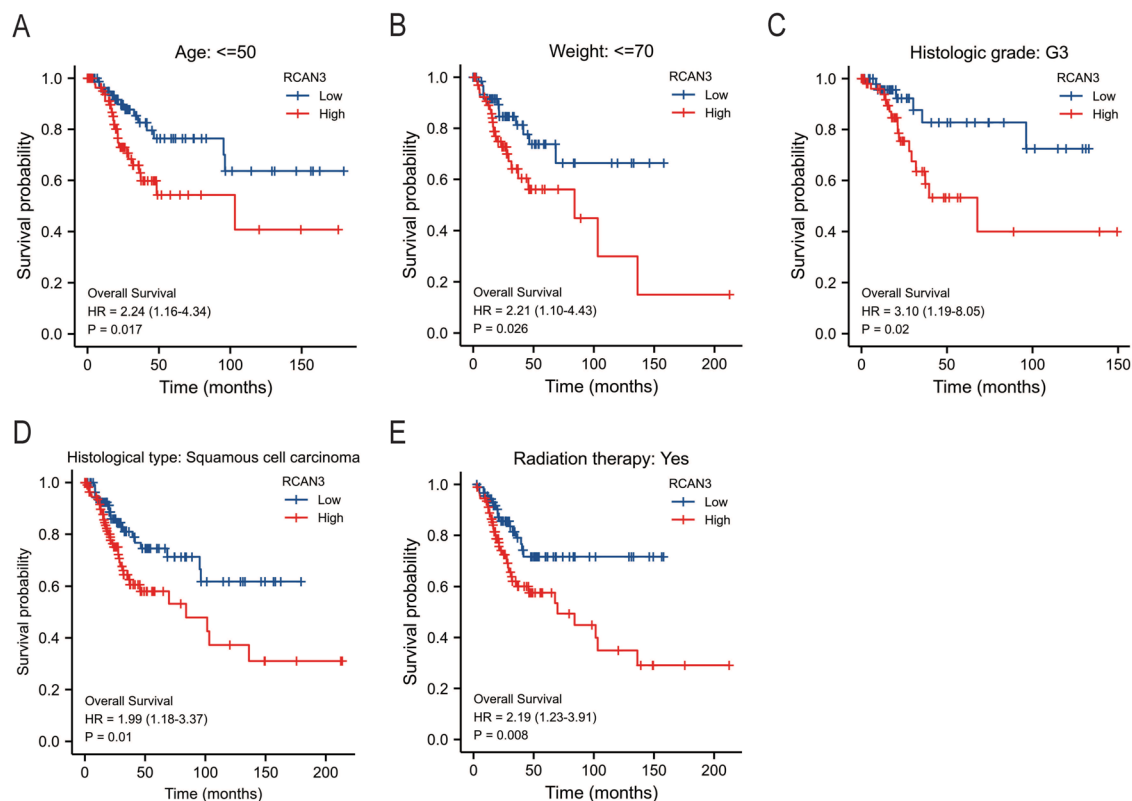 A
Age: <=50
RCAN3
Low
High
Survival probability
1.0
0.8
0.6
0.4
0.2
0.0
Overall Survival
HR = 2.24 (1.16-4.34)
P = 0.017
0 50 100 150
Time (months)
B
Weight: <=70
RCAN3
Low
High
Survival probability
1.0
0.8
0.6
0.4
0.2
0.0
Overall Survival
HR = 2.21 (1.10-4.43)
P = 0.026
0 50 100 150 200
Time (months)
C
Histologic grade: G3
RCAN3
Low
High
Survival probability
1.0
0.8
0.6
0.4
0.2
0.0
Overall Survival
HR = 3.10 (1.19-8.05)
P = 0.02
0 50 100 150
Time (months)
D
Histological type: Squamous cell carcinoma
RCAN3
Low
High
Survival probability
1.0
0.8
0.6
0.4
0.2
0.0
Overall Survival
HR = 1.99 (1.18-3.37)
P = 0.01
0 50 100 150 200
Time (months)
E
Radiation therapy: Yes
RCAN3
Low
High
Survival probability
1.0
0.8
0.6
0.4
0.2
0.0
Overall Survival
HR = 2.19 (1.23-3.91)
P = 0.008
0 50 100 150 200
Time (months)